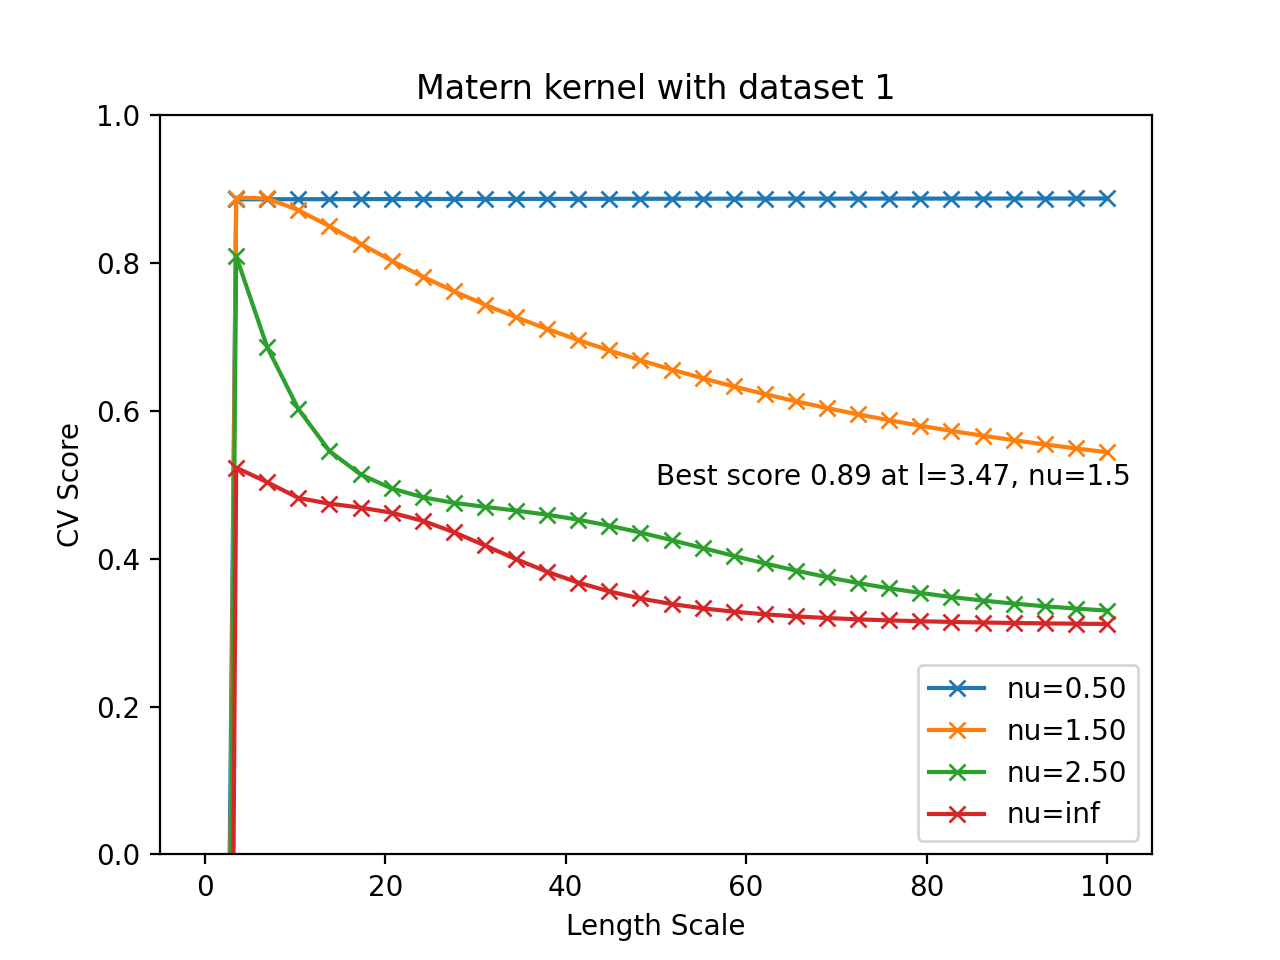 Matern kernel with dataset 1
1.0
0.8
0.6
0.4
0.2
0.0
CV Score
Best score 0.89 at l=3.47, nu=1.5
nu=0.50
nu=1.50
nu=2.50
nu=inf
0 20 40 60 80 100
Length Scale